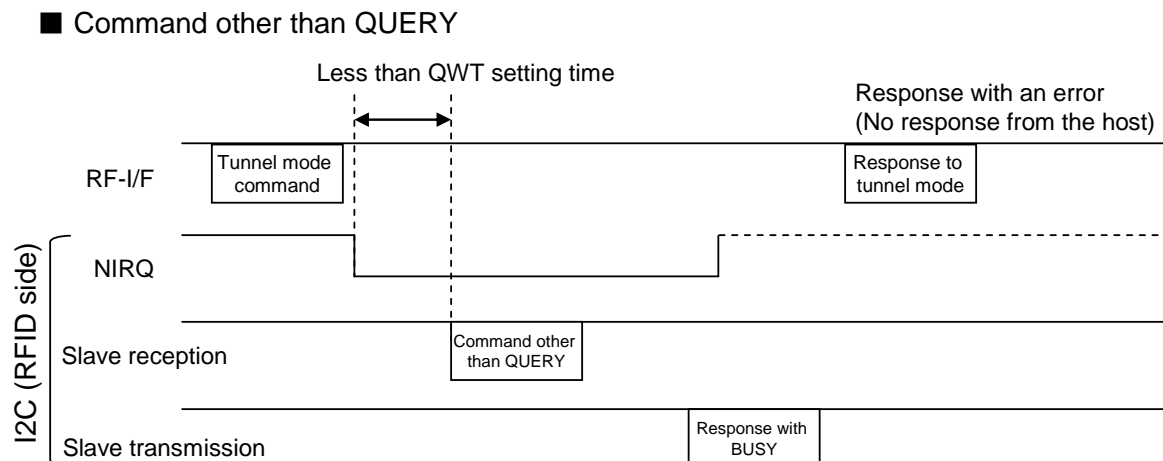 ■ Command other than QUERY
Less than QWT setting time
Response with an error
(No response from the host)
RF-I/F
Tunnel mode
command
Response to
tunnel mode
I2C (RFID side)
NIRQ
Slave reception
Command other
than QUERY
Slave transmission
Response with
BUSY